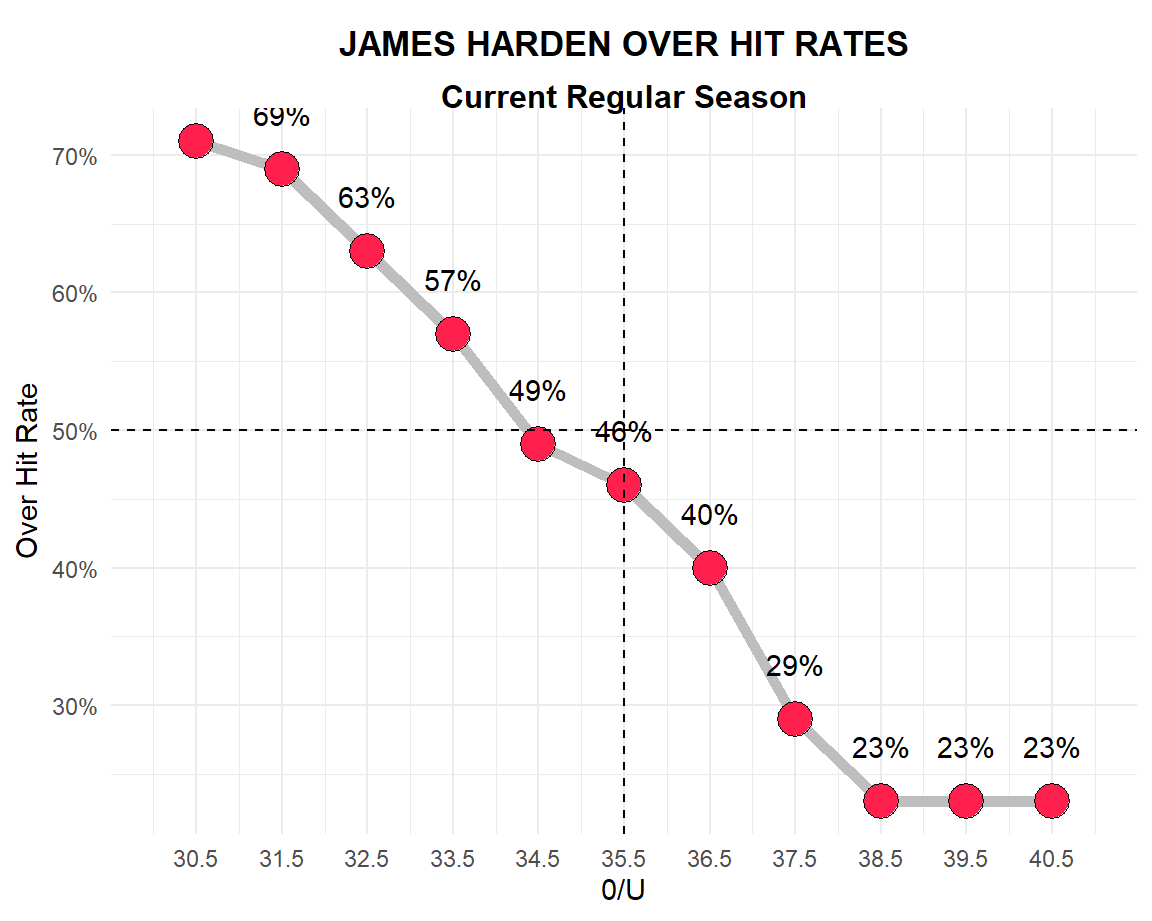 JAMES HARDEN OVER HIT RATES
Current Regular Season
69%
70%
63%
60%
57%
49%
50%
46%
40%
40%
29%
30%
23% 23% 23%
Over Hit Rate
30.5 31.5 32.5 33.5 34.5 35.5 36.5 37.5 38.5 39.5 40.5
0/U